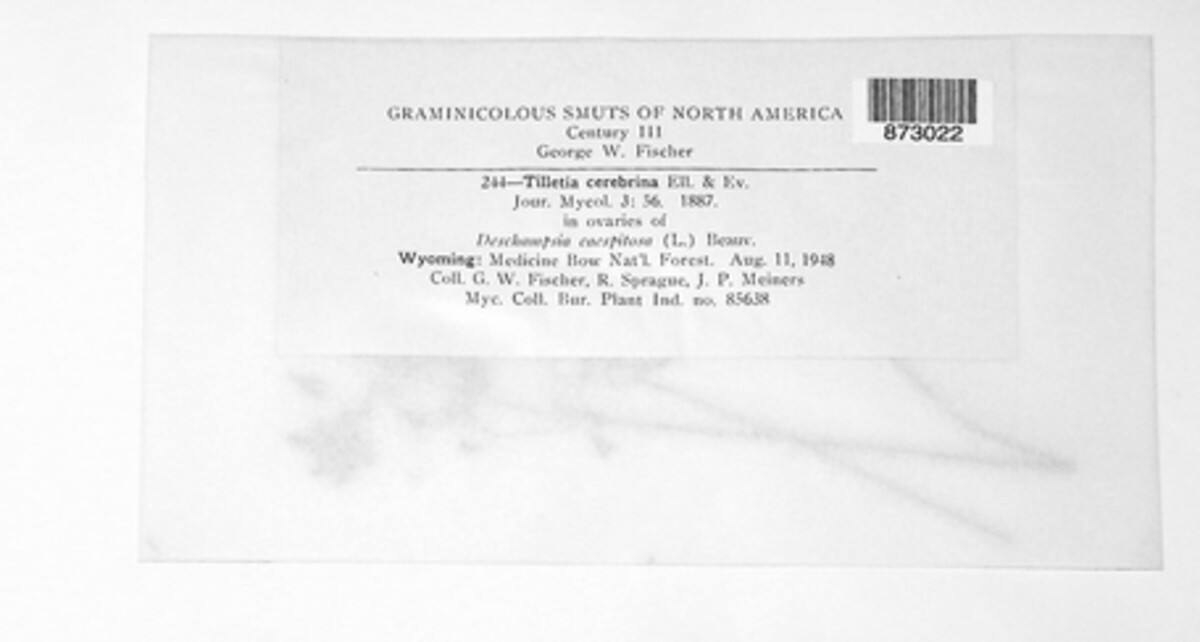 GRAMINICOLOUS SMUTS OF NORTH AMERICA
Century III
George W. Fischer
873022
244—Tilletia cerebrina Ell. & Ev.
Jour. Mycol. 3: 56. 1887.
in ovaries of
Deschampsia caespitosa (L.) Beauv.
Wyoming: Medicine Bow Nat'l. Forest. Aug. 11, 1948
Coll. G. W. Fischer, R. Sprague, J. P. Meiners
Myc. Coll. Bur. Plant Ind. no. 85638